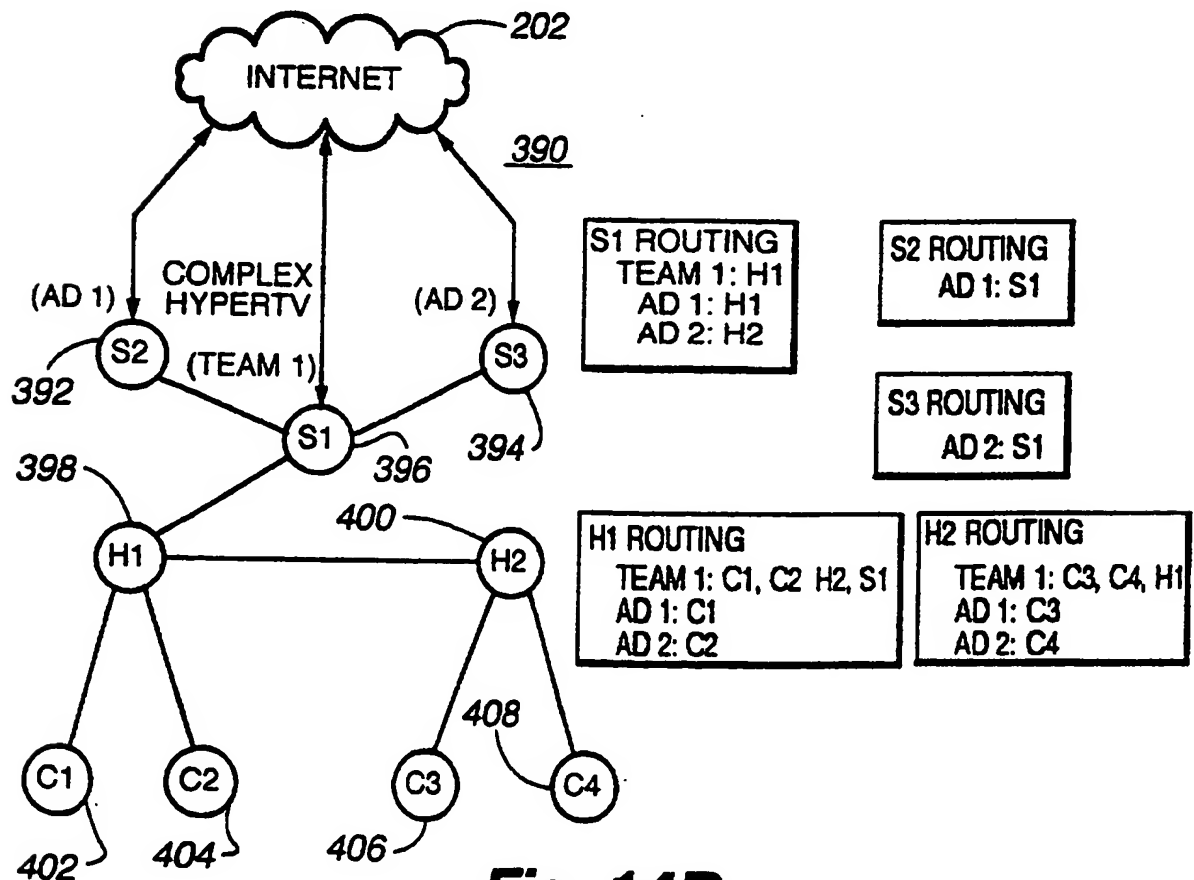 202
INTERNET
390
COMPLEX
HYPERTV
(AD 1)
(AD 2)
S2
(TEAM 1)
S3
392
S1
394
396
398
400
H1
H2
408
C1
C2
C3
C4
402
404
406
S1 ROUTING
TEAM 1: H1
AD 1: H1
AD 2: H2
S2 ROUTING
AD 1: S1
S3 ROUTING
AD 2: S1
H1 ROUTING
TEAM 1: C1, C2 H2, S1
AD 1: C1
AD 2: C2
H2 ROUTING
TEAM 1: C3, C4, H1
AD 1: C3
AD 2: C4